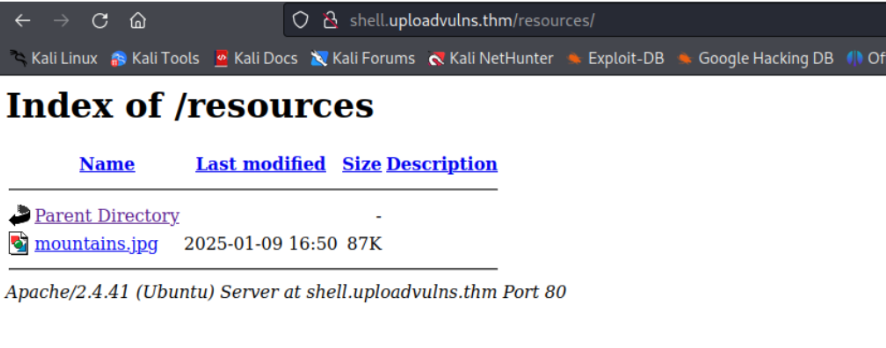 shell.uploadvulns.thm/resources/
Kali Linux Kali Tools Kali Docs Kali Forums Kali NetHunter Exploit-DB Google Hacking DB Of
Index of /resources
Name Last modified Size Description
Parent Directory -
mountains.jpg 2025-01-09 16:50 87K
Apache/2.4.41 (Ubuntu) Server at shell.uploadvulns.thm Port 80